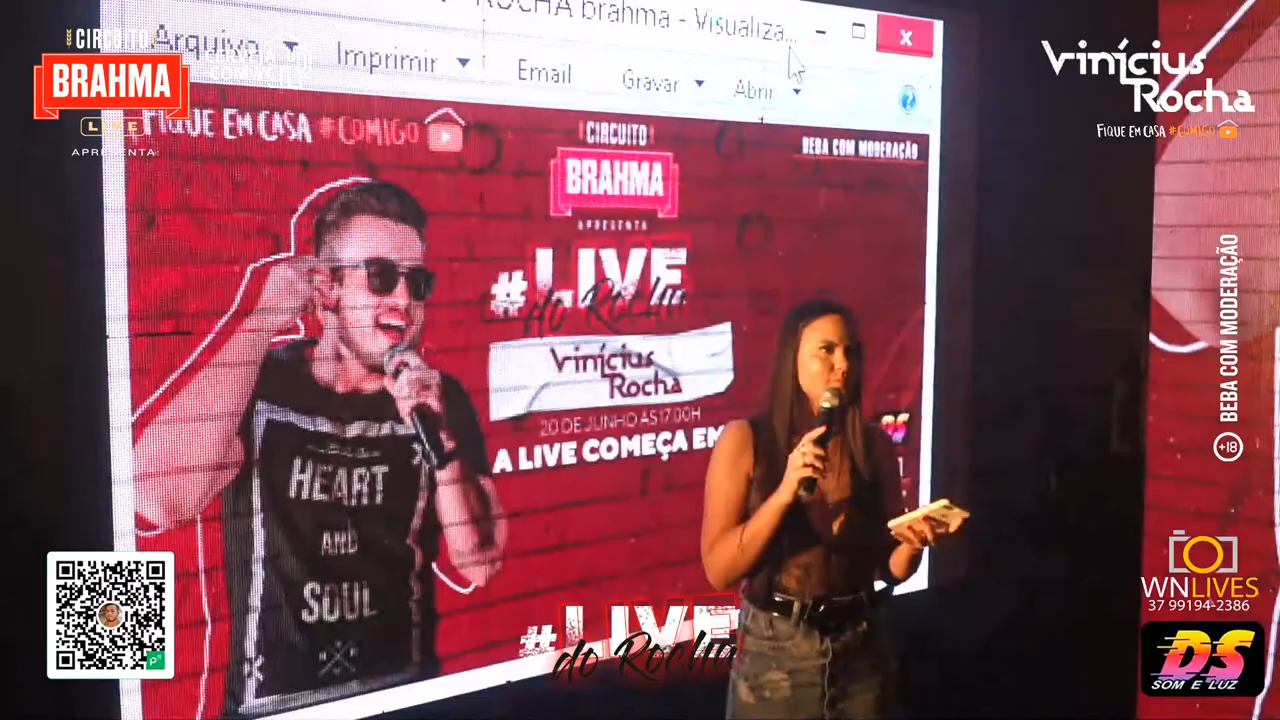 CIRCUITO
BRAHMA
LIVE
APRESENTA:
ROCHA brahma - Visualiza...
Arquivo
Imprimir
Email
Gravar
Abrir
FIQUE EM CASA #COMIGO
CIRCUITO
BRAHMA
APRESENTA
BEBA COM MODERAÇÃO
#LIVE
do Rocha
Vinícius
Rocha
20 DE JUNHO ÀS 17:00H
A LIVE COMEÇA EM
HEART
AND
SOUL
DS
Vinícius
Rocha
FIQUE EM CASA #COMIGO
BEBA COM MODERAÇÃO
+18
WNLIVES
37 99194-2386
DS
SOM E LUZ
#LIVE
do Rocha